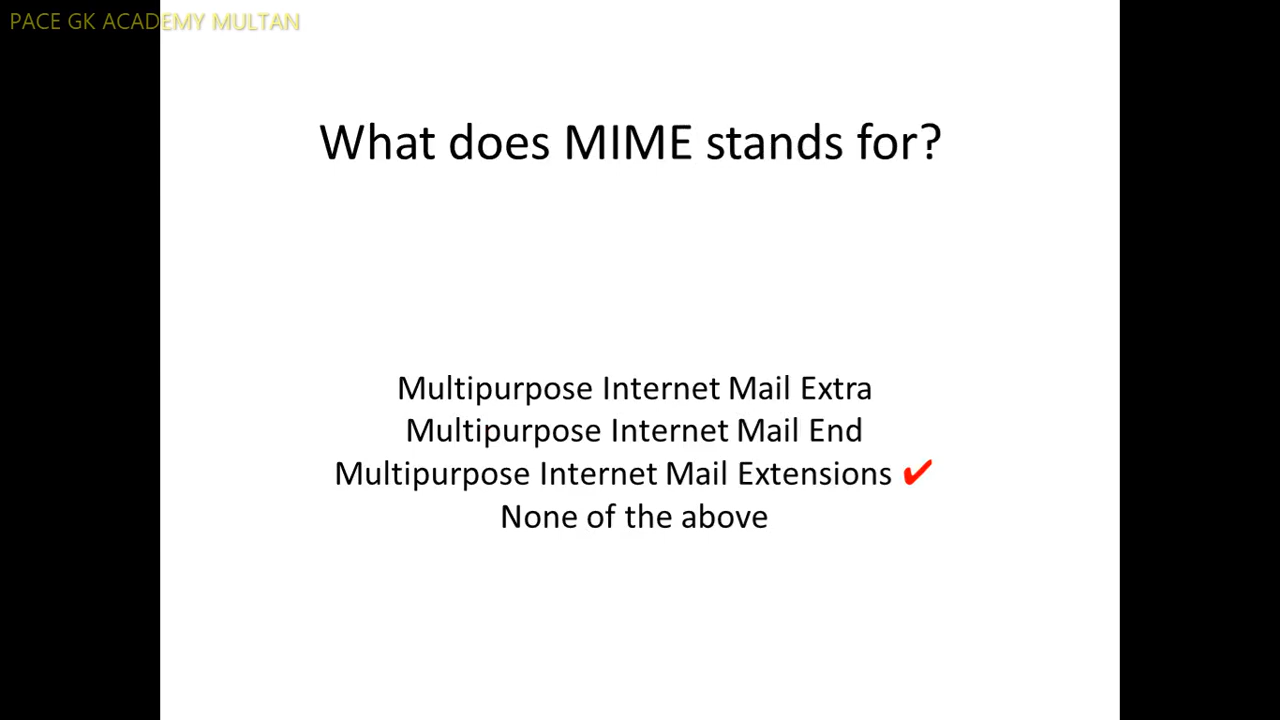 PACE GK ACADEMY MULTAN
What does MIME stands for?
Multipurpose Internet Mail Extra
Multipurpose Internet Mail End
Multipurpose Internet Mail Extensions ✔
None of the above